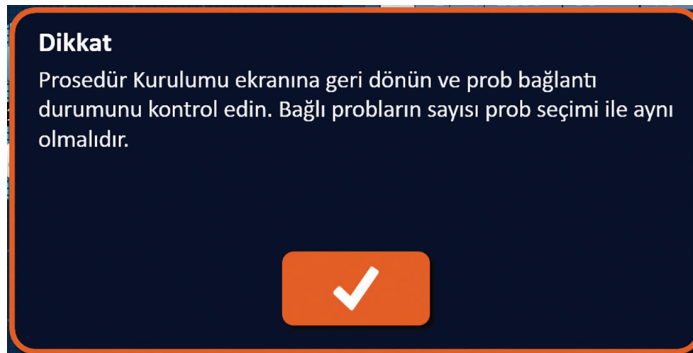 Dikkat
Prosedür Kurulumu ekranına geri dönün ve prob bağlantı
durumunu kontrol edin. Bağlı probların sayısı prob seçimi ile aynı
olmalıdır.